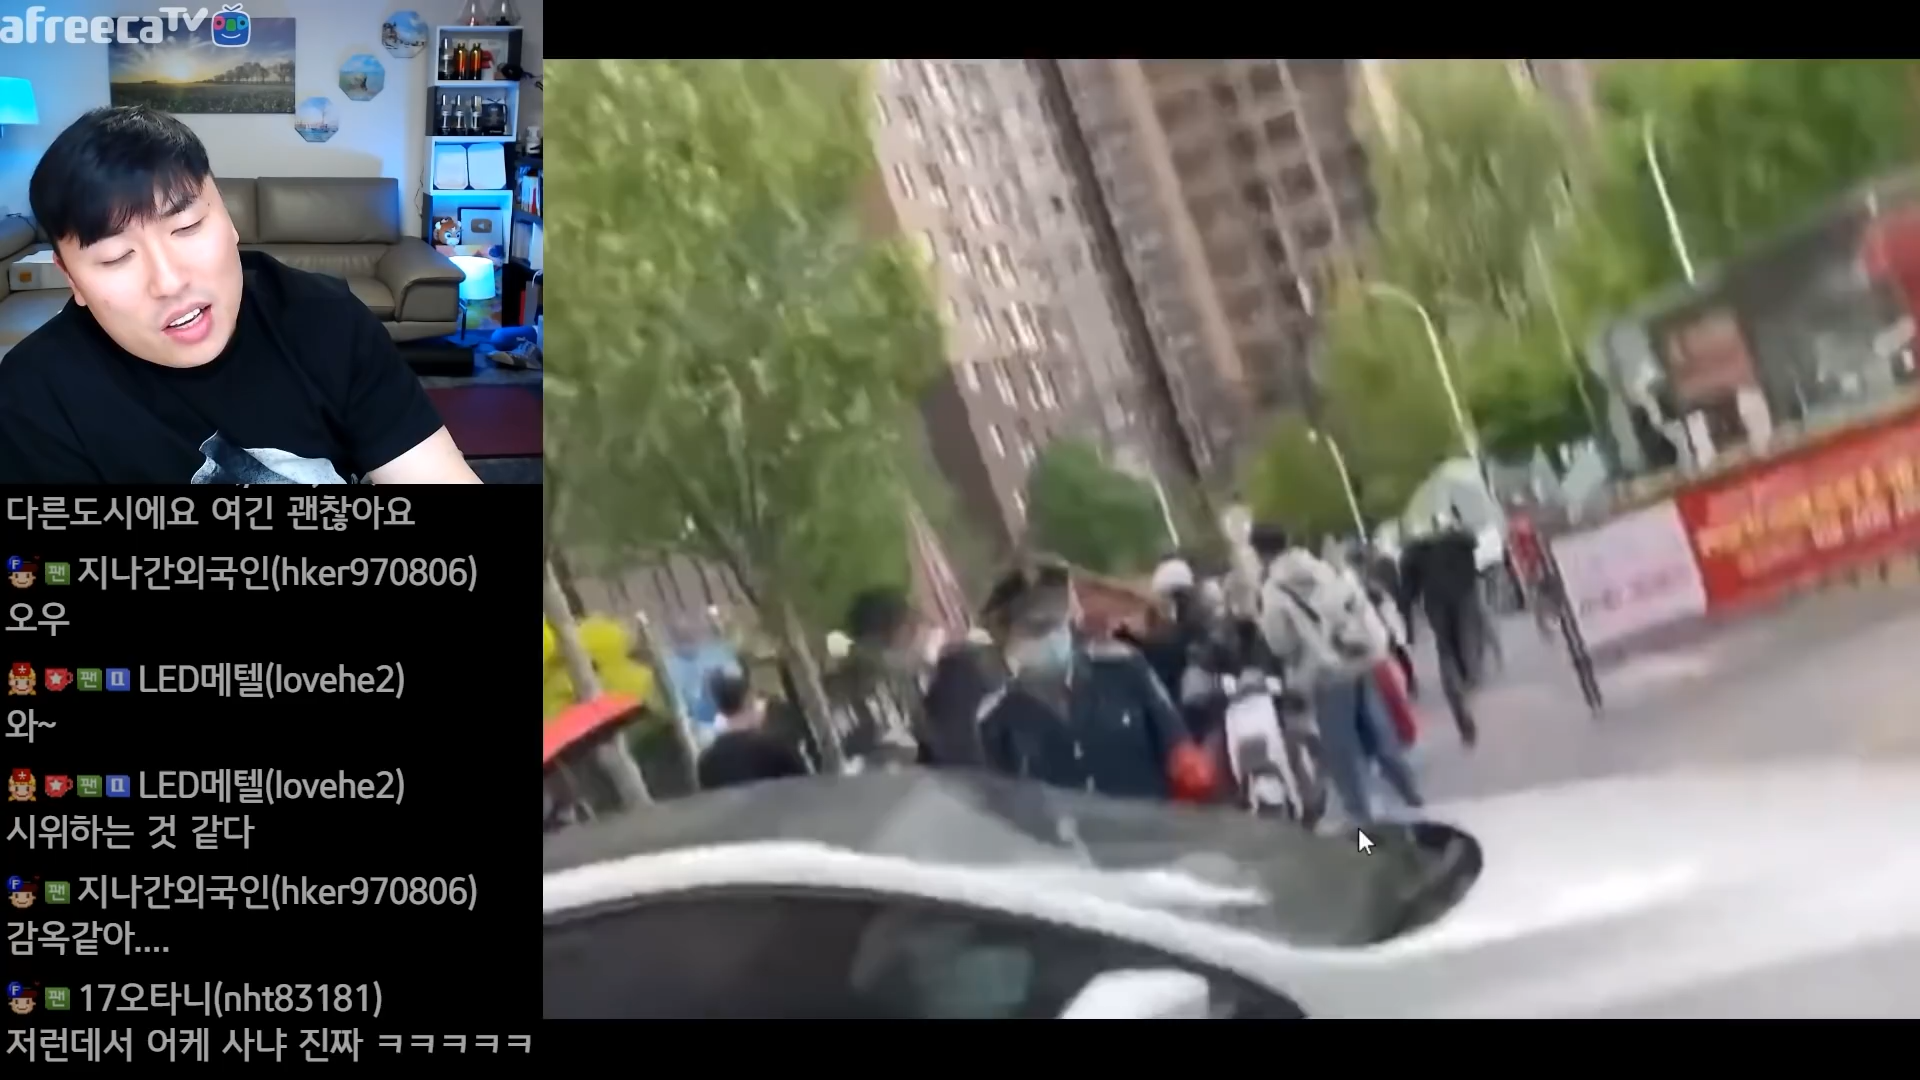 afreecaTV
다른도시에요 여긴 괜찮아요
지나간외국인(hker970806)
오우
LED메텔(lovehe2)
와~
LED메텔(lovehe2)
시위하는 것 같다
지나간외국인(hker970806)
감옥같아....
17오타니(nht83181)
저런데서 어케 사냐 진짜 ㅋㅋㅋㅋㅋ